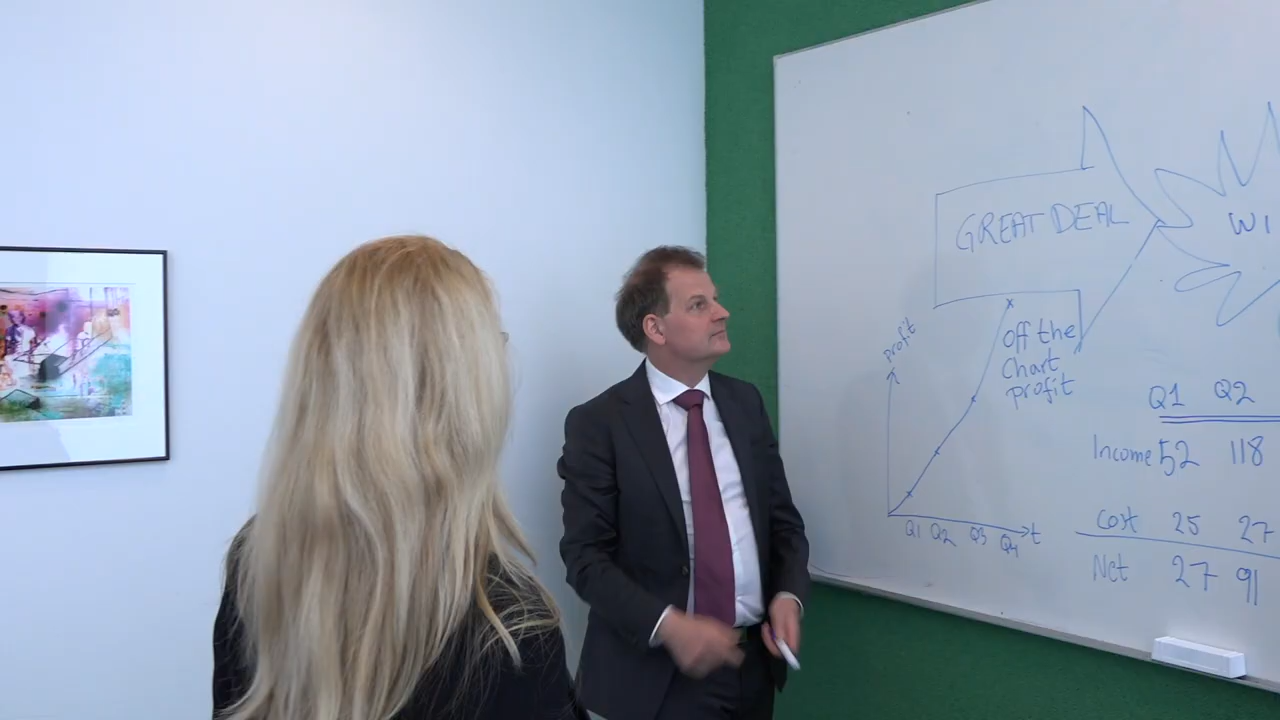 GREAT DEAL
WI
profit
off the
chart
profit
Q1 Q2 Q3 Q4 t
Q1 Q2
Income 52 118
cost 25 27
Net 27 91